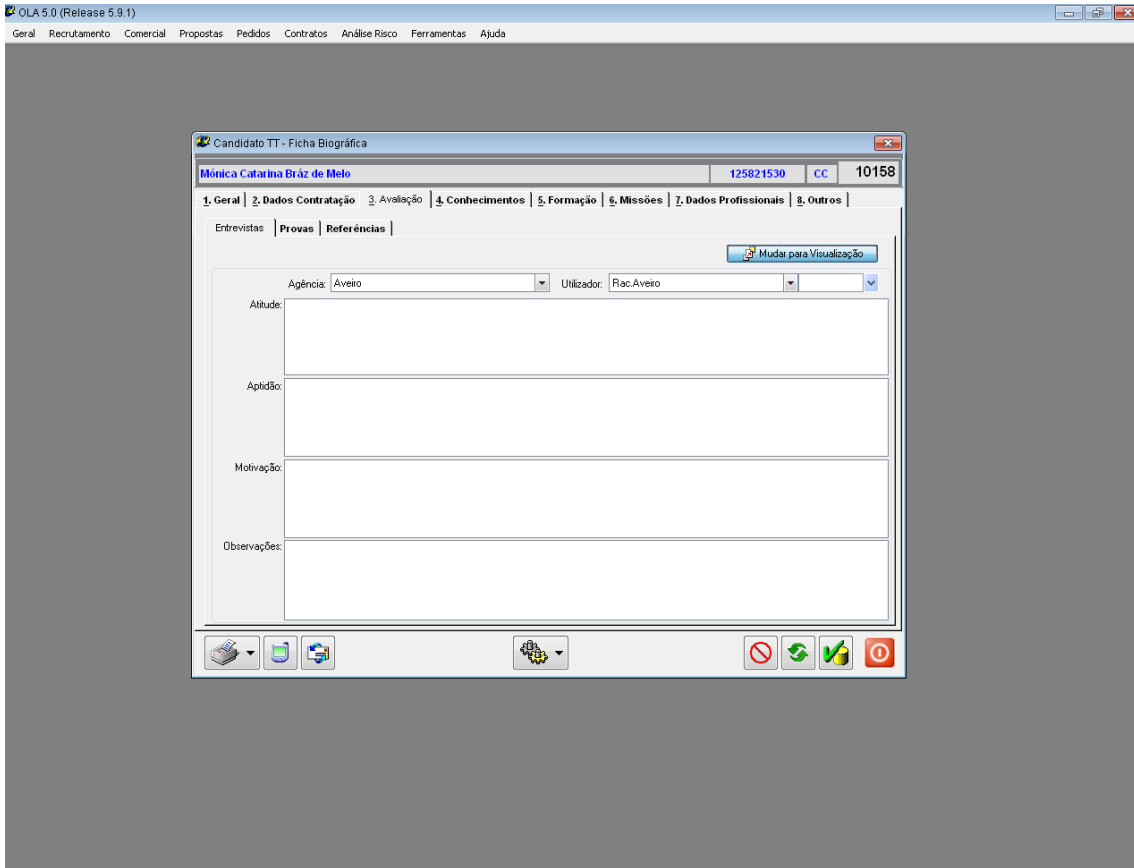 OLA 5.0 (Release 5.9.1)
Geral Recrutamento Comercial Propostas Pedidos Contratos Análise Risco Ferramentas Ajuda
Candidato TT - Ficha Biográfica
Mónica Catarina Bráz de Melo 125821530 CC 10158
1. Geral 2. Dados Contratação 3. Avaliação 4. Conhecimentos 5. Formação 6. Missões 7. Dados Profissionais 8. Outros
Entrevistas Provas Referências
Mudar para Visualização
Agência: Aveiro Utilizador: Rac.Aveiro
Atitude:
Aptidão:
Motivação:
Observações: